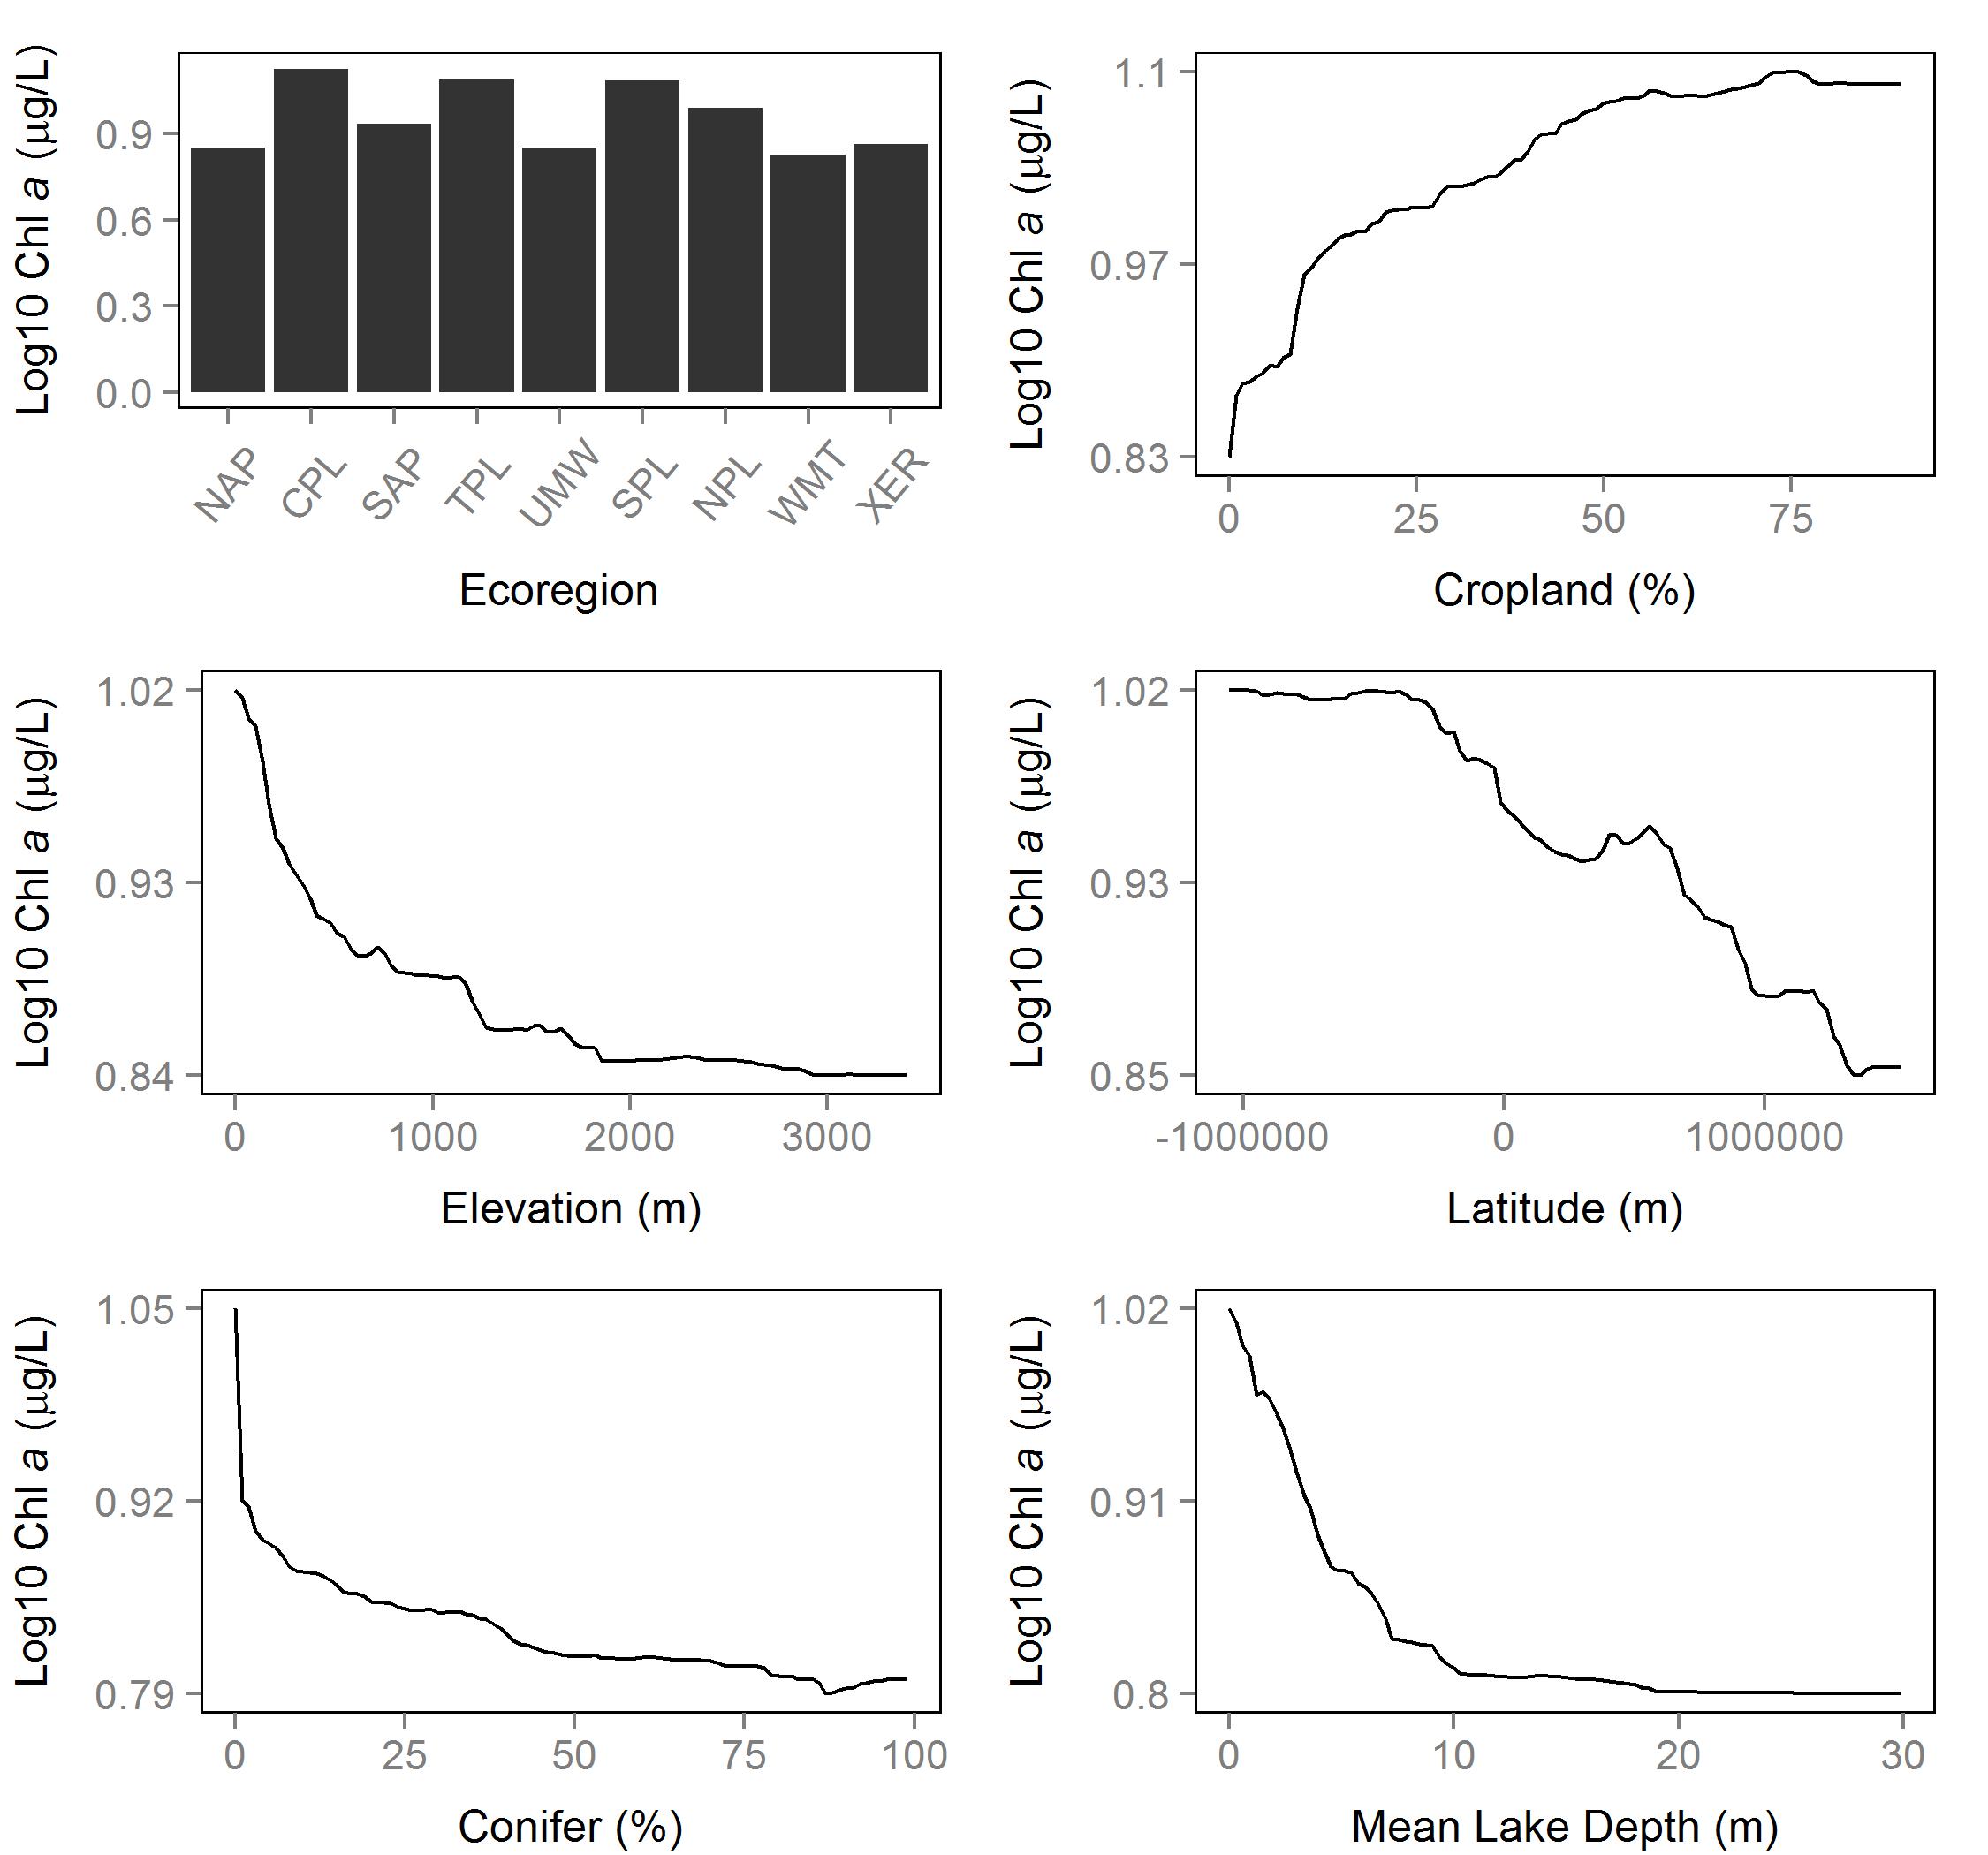 Log10 Chl a (µg/L)
0.9
0.6
0.3
0.0
NAP CPL SAP TPL UMW SPL NPL WMT XER
Ecoregion
Log10 Chl a (µg/L)
1.1
0.97
0.83
0 25 50 75
Cropland (%)
Log10 Chl a (µg/L)
1.02
0.93
0.84
0 1000 2000 3000
Elevation (m)
Log10 Chl a (µg/L)
1.02
0.93
0.85
-1000000 0 1000000
Latitude (m)
Log10 Chl a (µg/L)
1.05
0.92
0.79
0 25 50 75 100
Conifer (%)
Log10 Chl a (µg/L)
1.02
0.91
0.8
0 10 20 30
Mean Lake Depth (m)